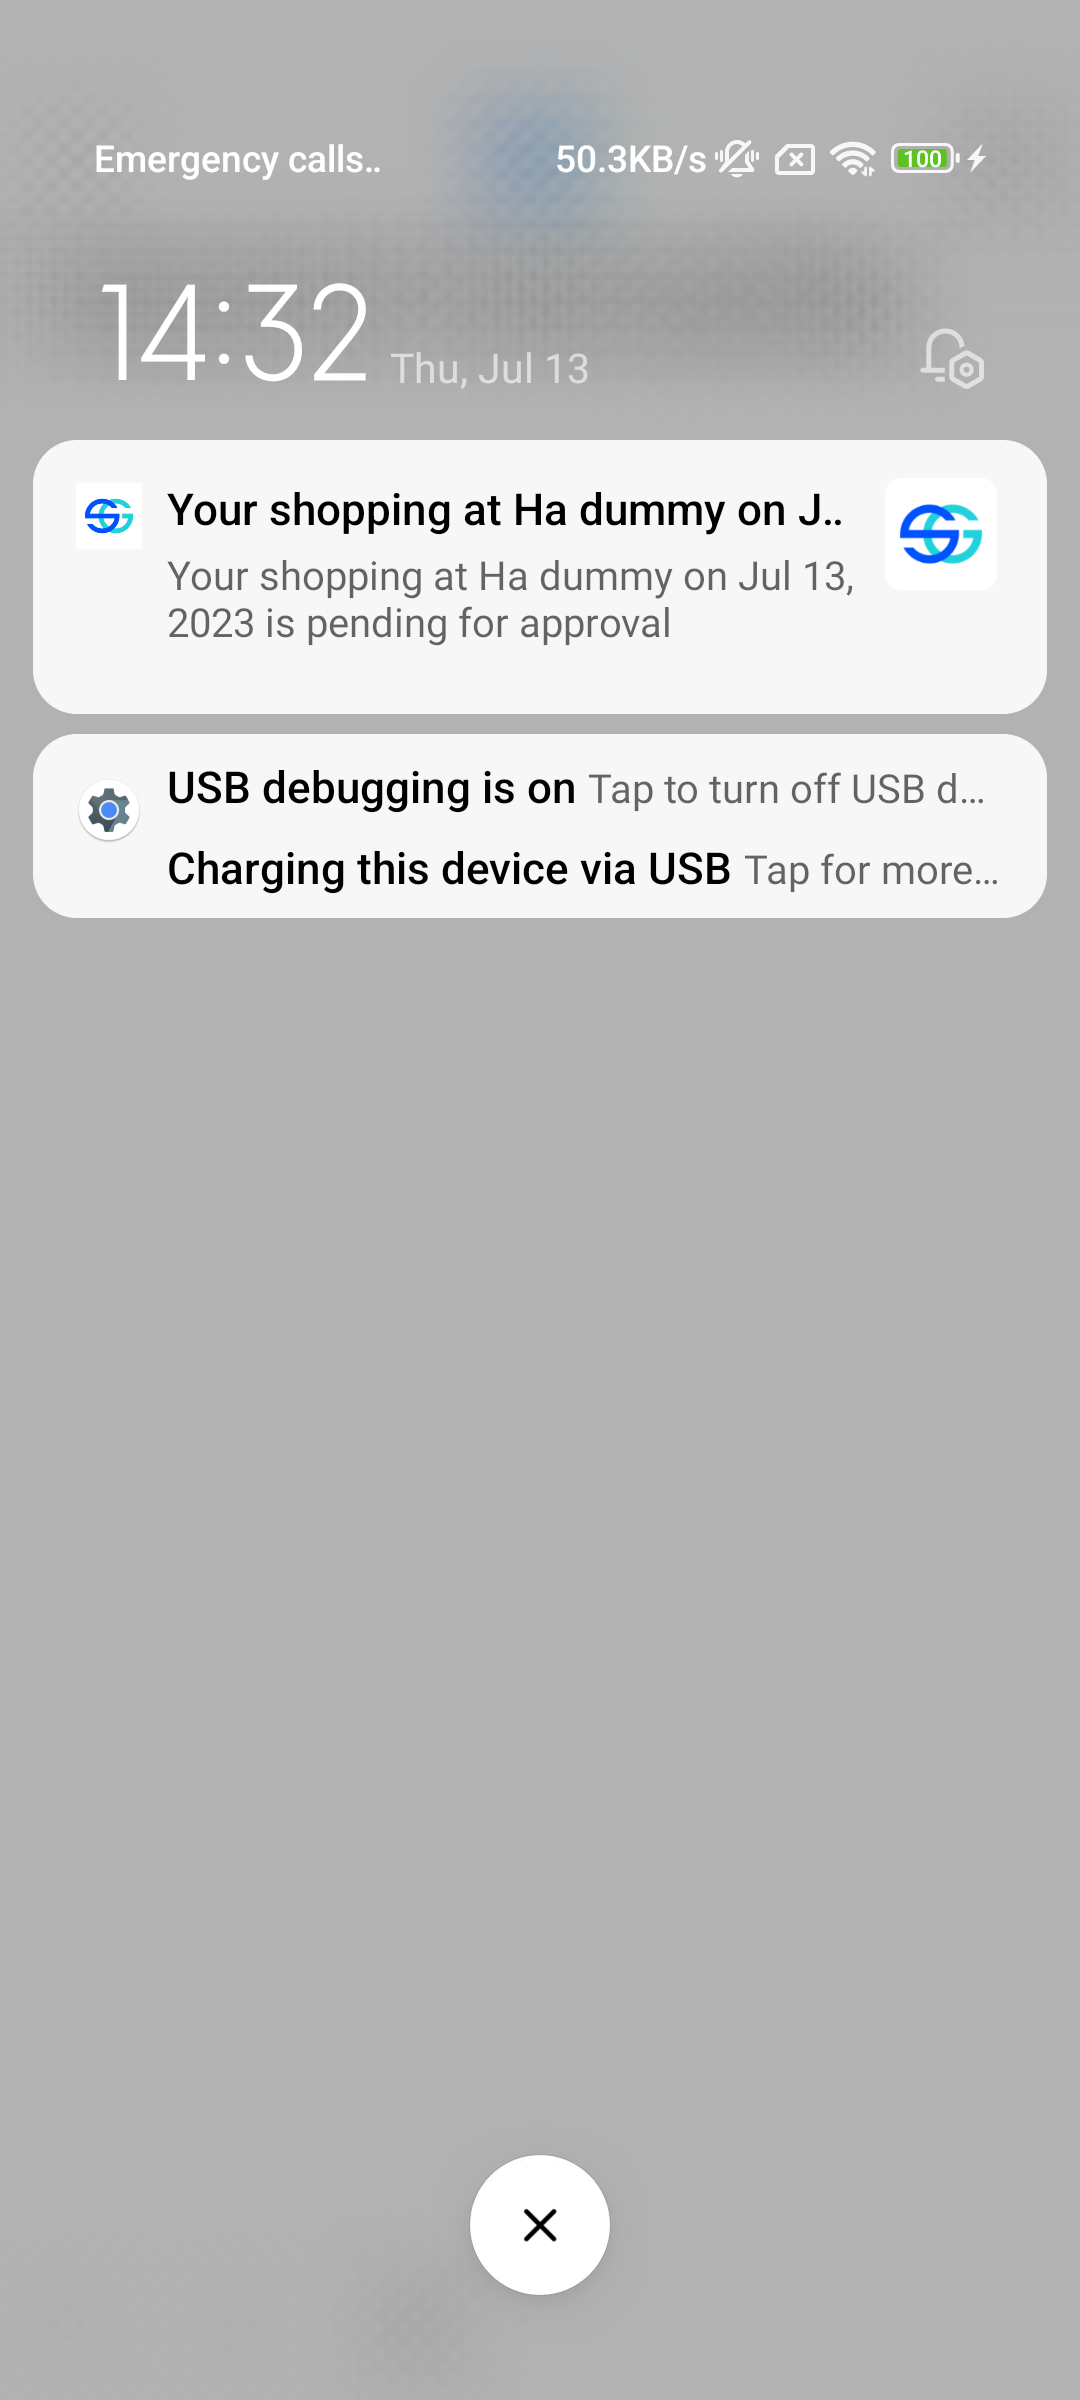 Emergency calls..
50.3KB/s
100
14:32
Thu, Jul 13
Your shopping at Ha dummy on J..
Your shopping at Ha dummy on Jul 13,
2023 is pending for approval
USB debugging is on Tap to turn off USB d...
Charging this device via USB Tap for more...